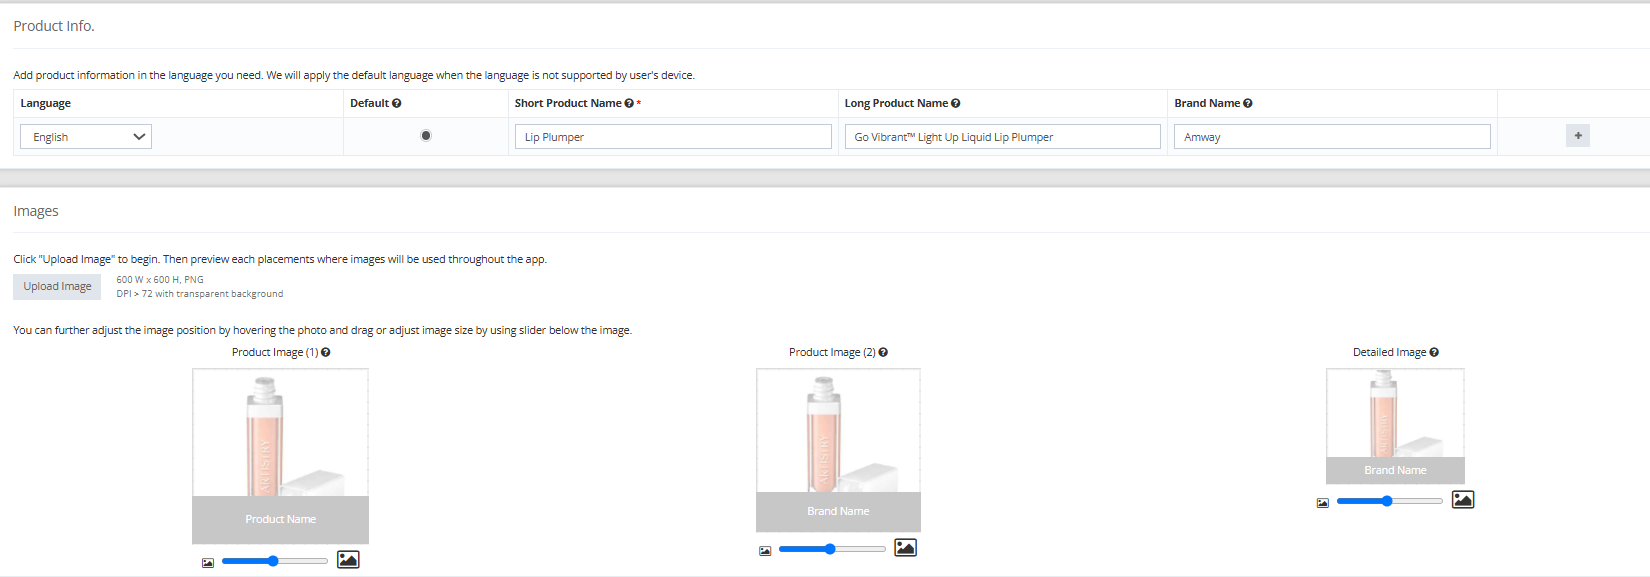 Product Info.
Add product information in the language you need. We will apply the default language when the language is not supported by user's device.
Language Default Short Product Name * Long Product Name Brand Name
English Lip Plumper Go Vibrant™ Light Up Liquid Lip Plumper Amway +
Images
Click "Upload Image" to begin. Then preview each placements where images will be used throughout the app.
Upload Image
600 W x 600 H, PNG
DPI > 72 with transparent background
You can further adjust the image position by hovering the photo and drag or adjust image size by using slider below the image.
Product Image (1) Product Image (2) Detailed Image
ARTISTRY ARTISTRY ARTISTRY
Product Name Brand Name Brand Name